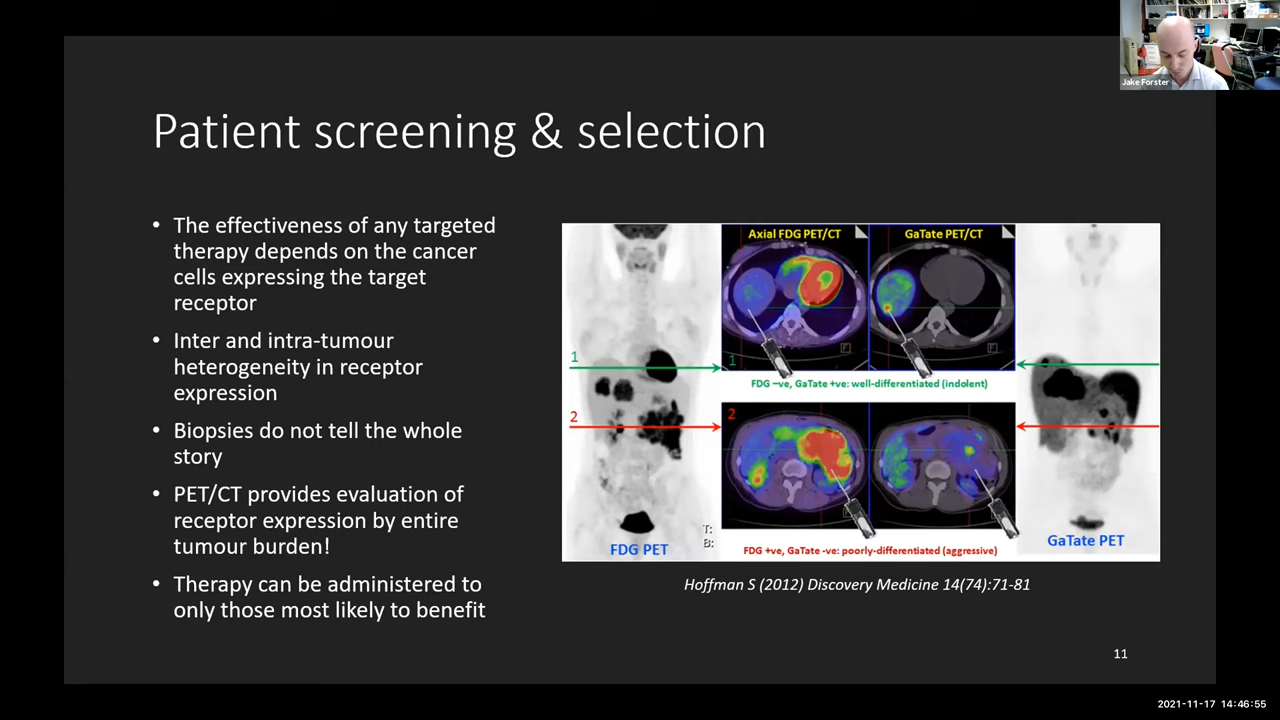 Jake Forster
Patient screening & selection
• The effectiveness of any targeted
therapy depends on the cancer
cells expressing the target
receptor
• Inter and intra-tumour
heterogeneity in receptor
expression
• Biopsies do not tell the whole
story
• PET/CT provides evaluation of
receptor expression by entire
tumour burden!
• Therapy can be administered to
only those most likely to benefit
Axial FDG PET/CT
GaTate PET/CT
1
1
FDG –ve, GaTate +ve: well-differentiated (indolent)
2
2
T:
B:
FDG PET
GaTate PET
FDG +ve, GaTate -ve: poorly-differentiated (aggressive)
Hoffman S (2012) Discovery Medicine 14(74):71-81
11
2021-11-17 14:46:55